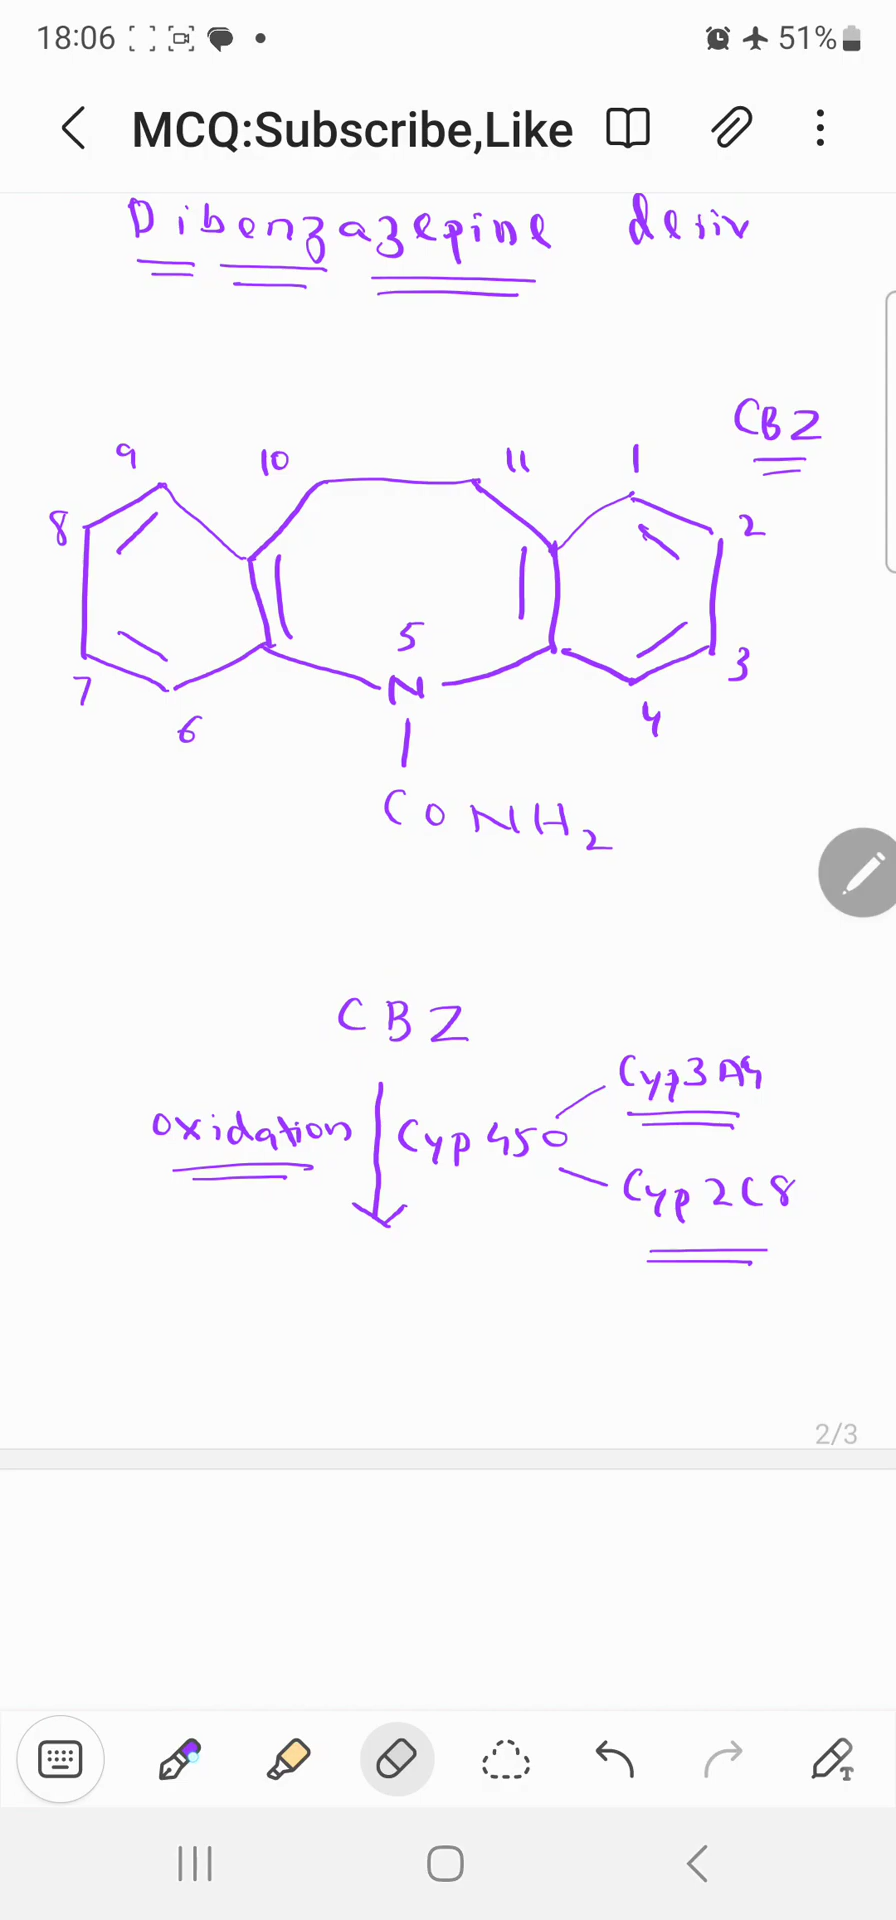 18:06 51%
MCQ:Subscribe,Like
Dibenzazepine deriv
CBZ
9 10 11 1
8 2
5
7 N 3
6 4
CONH2
CBZ
Cyp3A4
oxidation Cyp450
Cyp2C8
2/3
T